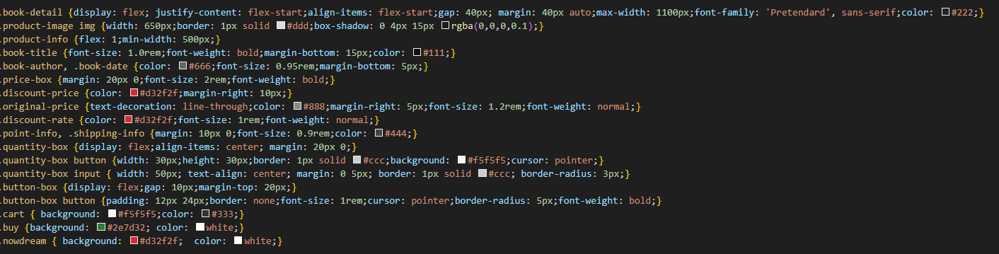 .book-detail {display: flex; justify-content: flex-start;align-items: flex-start;gap: 40px; margin: 40px auto;max-width: 1100px;font-family: 'Pretendard', sans-serif;color: #222;}
.product-image img {width: 650px;border: 1px solid #ddd;box-shadow: 0 4px 15px rgba(0,0,0,0.1);}
.product-info {flex: 1;min-width: 500px;}
.book-title {font-size: 1.0rem;font-weight: bold;margin-bottom: 15px;color: #111;}
.book-author, .book-date {color: #666;font-size: 0.95rem;margin-bottom: 5px;}
.price-box {margin: 20px 0;font-size: 2rem;font-weight: bold;}
.discount-price {color: #d32f2f;margin-right: 10px;}
.original-price {text-decoration: line-through;color: #888;margin-right: 5px;font-size: 1.2rem;font-weight: normal;}
.discount-rate {color: #d32f2f;font-size: 1rem;font-weight: normal;}
.point-info, .shipping-info {margin: 10px 0;font-size: 0.9rem;color: #444;}
.quantity-box {display: flex;align-items: center; margin: 20px 0;}
.quantity-box button {width: 30px;height: 30px;border: 1px solid #ccc;background: #f5f5f5;cursor: pointer;}
.quantity-box input { width: 50px; text-align: center; margin: 0 5px; border: 1px solid #ccc; border-radius: 3px;}
.button-box {display: flex;gap: 10px;margin-top: 20px;}
.button-box button {padding: 12px 24px;border: none;font-size: 1rem;cursor: pointer;border-radius: 5px;font-weight: bold;}
.cart { background: #f5f5f5;color: #333;}
.buy {background: #2e7d32; color: white;}
.nowdream { background: #d32f2f;  color: white;}